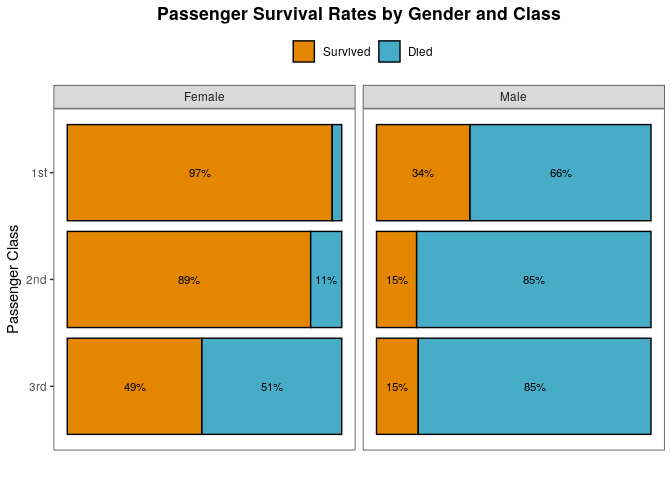 Passenger Survival Rates by Gender and Class
Survived Died
Female Male
1st 97% 34% 66%
2nd 89% 11% 15% 85%
3rd 49% 51% 15% 85%
Passenger Class